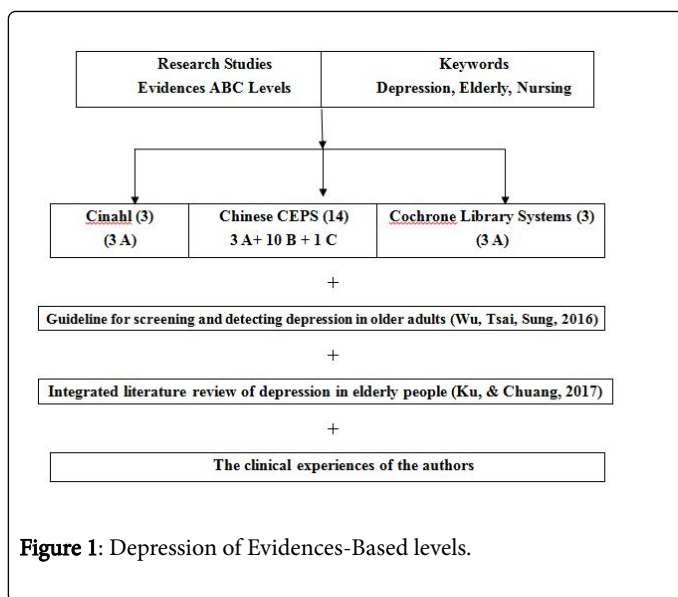 Research Studies
Evidences ABC Levels
Keywords
Depression, Elderly, Nursing
Cinahl (3)
(3 A)
Chinese CEPS (14)
3 A+ 10 B + 1 C
Cochrone Library Systems (3)
(3 A)
+
Guideline for screening and detecting depression in older adults (Wu, Tsai, Sung, 2016)
+
Integrated literature review of depression in elderly people (Ku, & Chuang, 2017)
+
The clinical experiences of the authors
Figure 1: Depression of Evidences-Based levels.